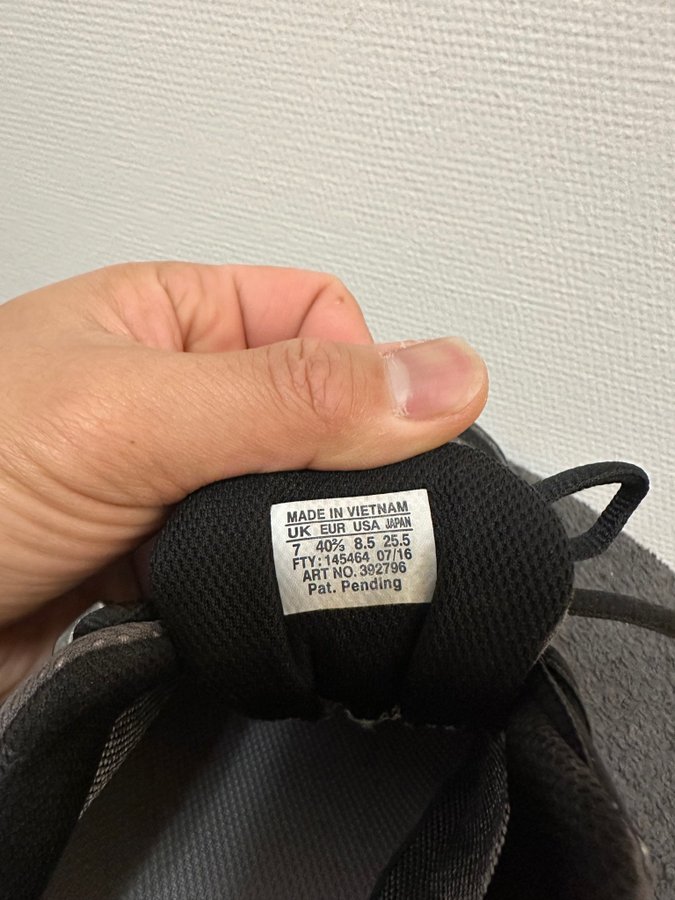 MADE IN VIETNAM
UK EUR USA JAPAN
7 40⅔ 8.5 25.5
FTY: 145464 07/16
ART NO. 392796
Pat. Pending